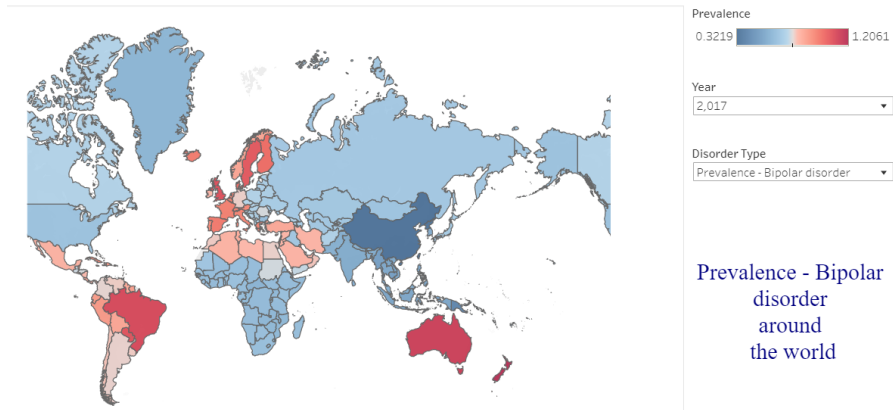 Prevalence
0.3219 1.2061
Year
2,017
Disorder Type
Prevalence - Bipolar disorder
Prevalence - Bipolar
disorder
around
the world